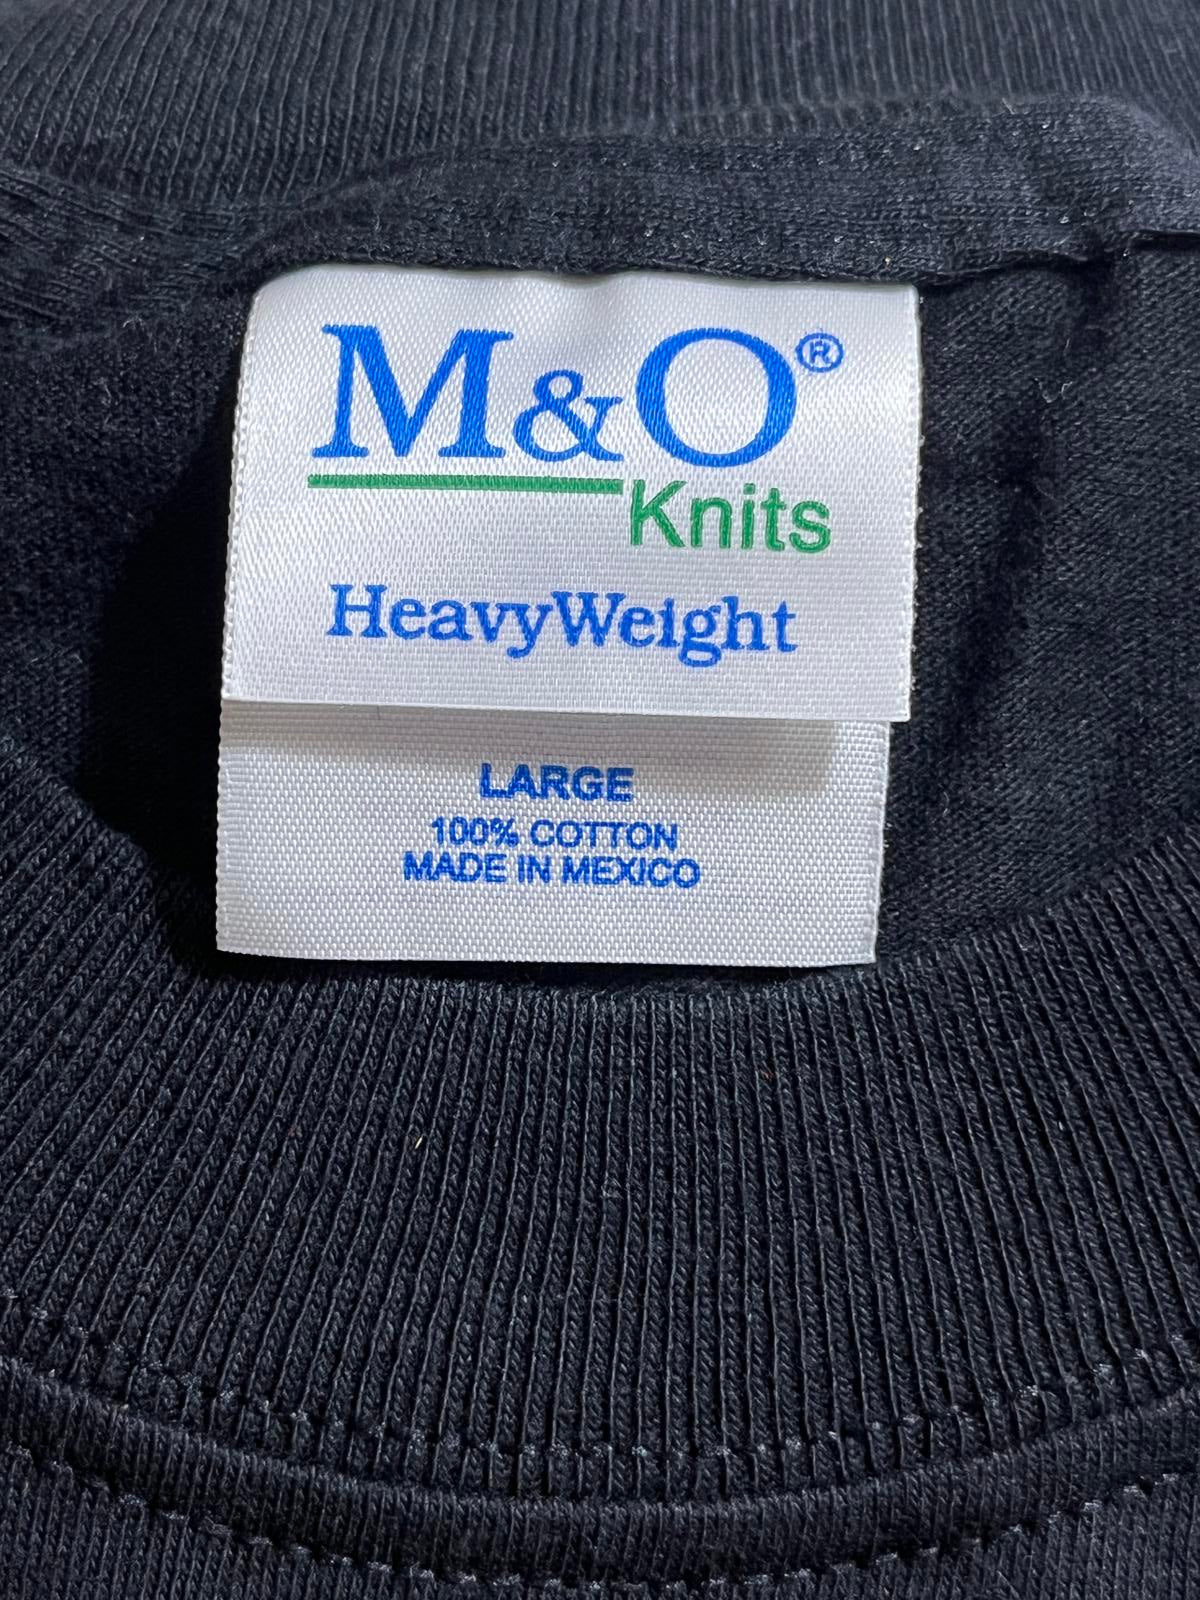 M&O®
Knits
HeavyWeight
LARGE
100% COTTON
MADE IN MEXICO